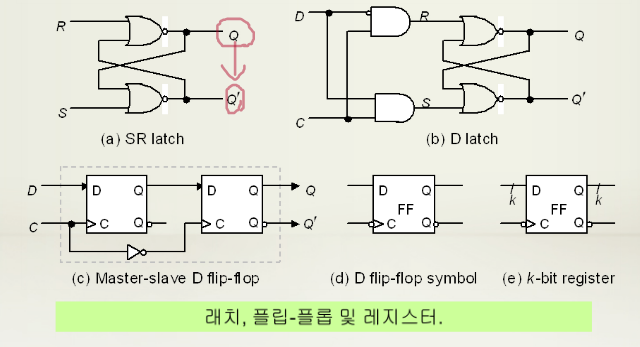 R
Q
S
Q′
(a) SR latch
D
R
Q
S
Q′
C
(b) D latch
D
D Q
D Q
Q
C
C Q
C Q
Q′
(c) Master-slave D flip-flop
D Q
FF
C Q
(d) D flip-flop symbol
D Q
k
FF
k
C Q
(e) k-bit register
래치, 플립-플롭 및 레지스터.